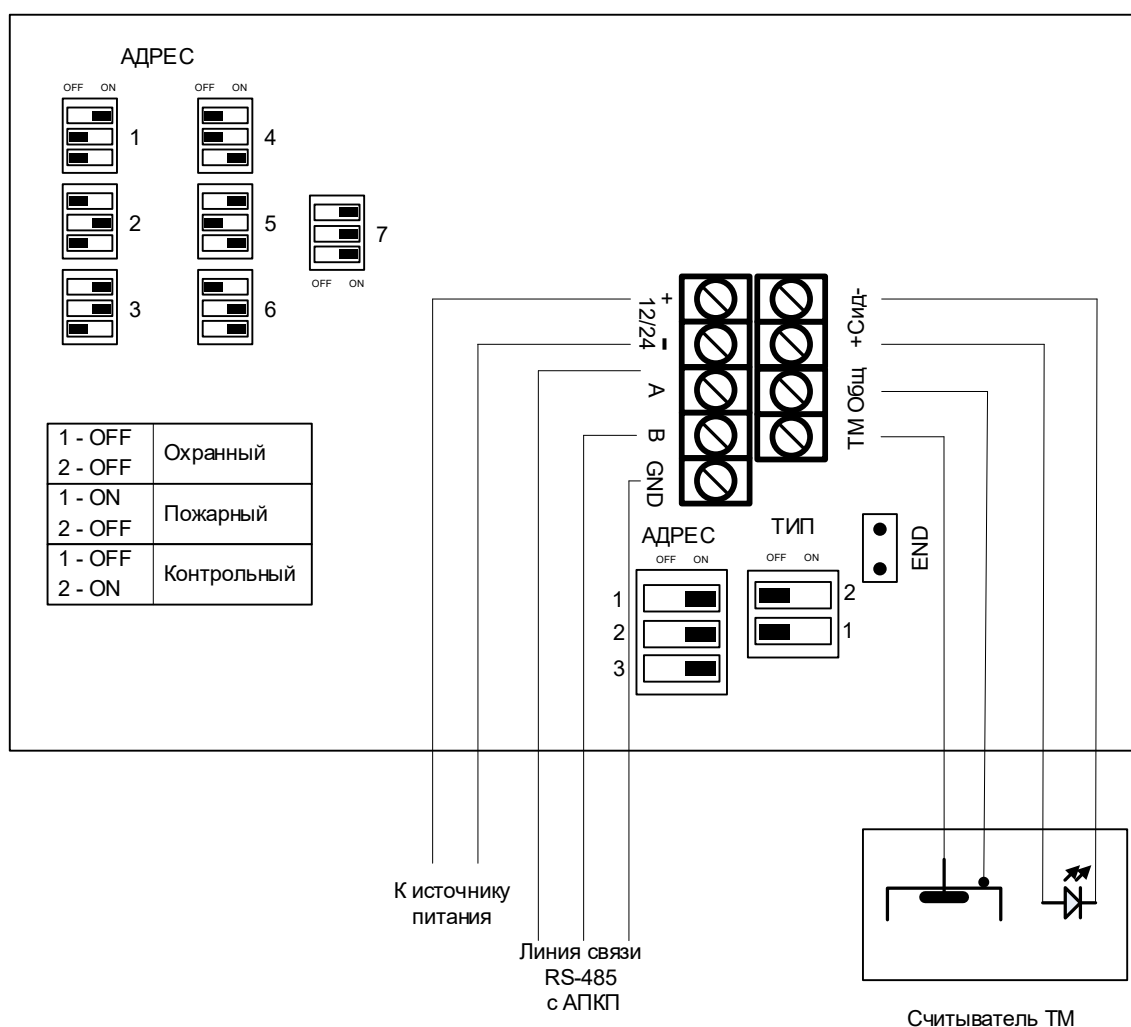 АДРЕС
OFF ON
OFF ON
1
4
2
5
7
OFF ON
3
6
1 - OFF
2 - OFF
Охранный
1 - ON
2 - OFF
Пожарный
1 - OFF
2 - ON
Контрольный
+
12/24
-
A
B
GND
+Сид-
ТМ Общ
АДРЕС
OFF ON
1
2
3
ТИП
OFF ON
2
1
END
К источнику
питания
Линия связи
RS-485
с АПКП
Считыватель ТМ